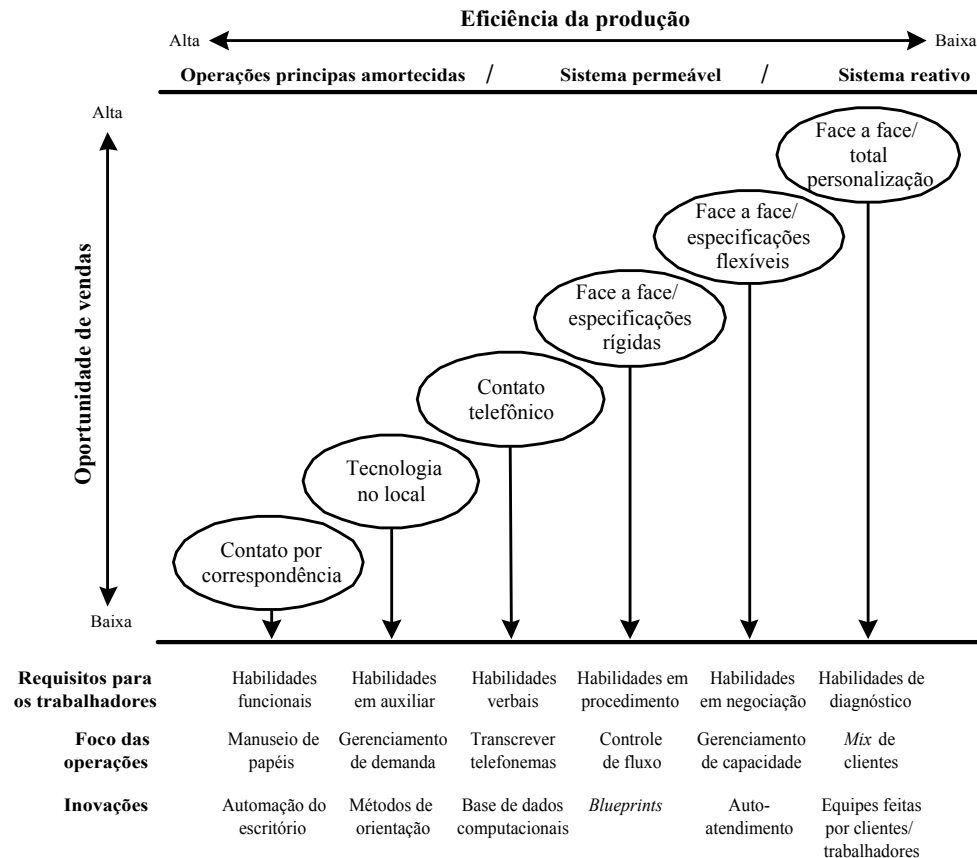 Eficiência da produção
Alta
Baixa
Operações principas amortecidas / Sistema permeável / Sistema reativo
Alta
Oportunidade de vendas
Baixa
Face a face/
total
personalização
Face a face/
especificações
flexíveis
Face a face/
especificações
rígidas
Contato
telefônico
Tecnologia
no local
Contato por
correspondência
Requisitos para
os trabalhadores
Habilidades
funcionais
Habilidades
em auxiliar
Habilidades
verbais
Habilidades em
procedimento
Habilidades
em negociação
Habilidades de
diagnóstico
Foco das
operações
Manuseio de
papéis
Gerenciamento
de demanda
Transcrever
telefonemas
Controle
de fluxo
Gerenciamento
de capacidade
Mix de
clientes
Inovações
Automação do
escritório
Métodos de
orientação
Base de dados
computacionais
Blueprints
Auto-
atendimento
Equipes feitas
por clientes/
trabalhadores